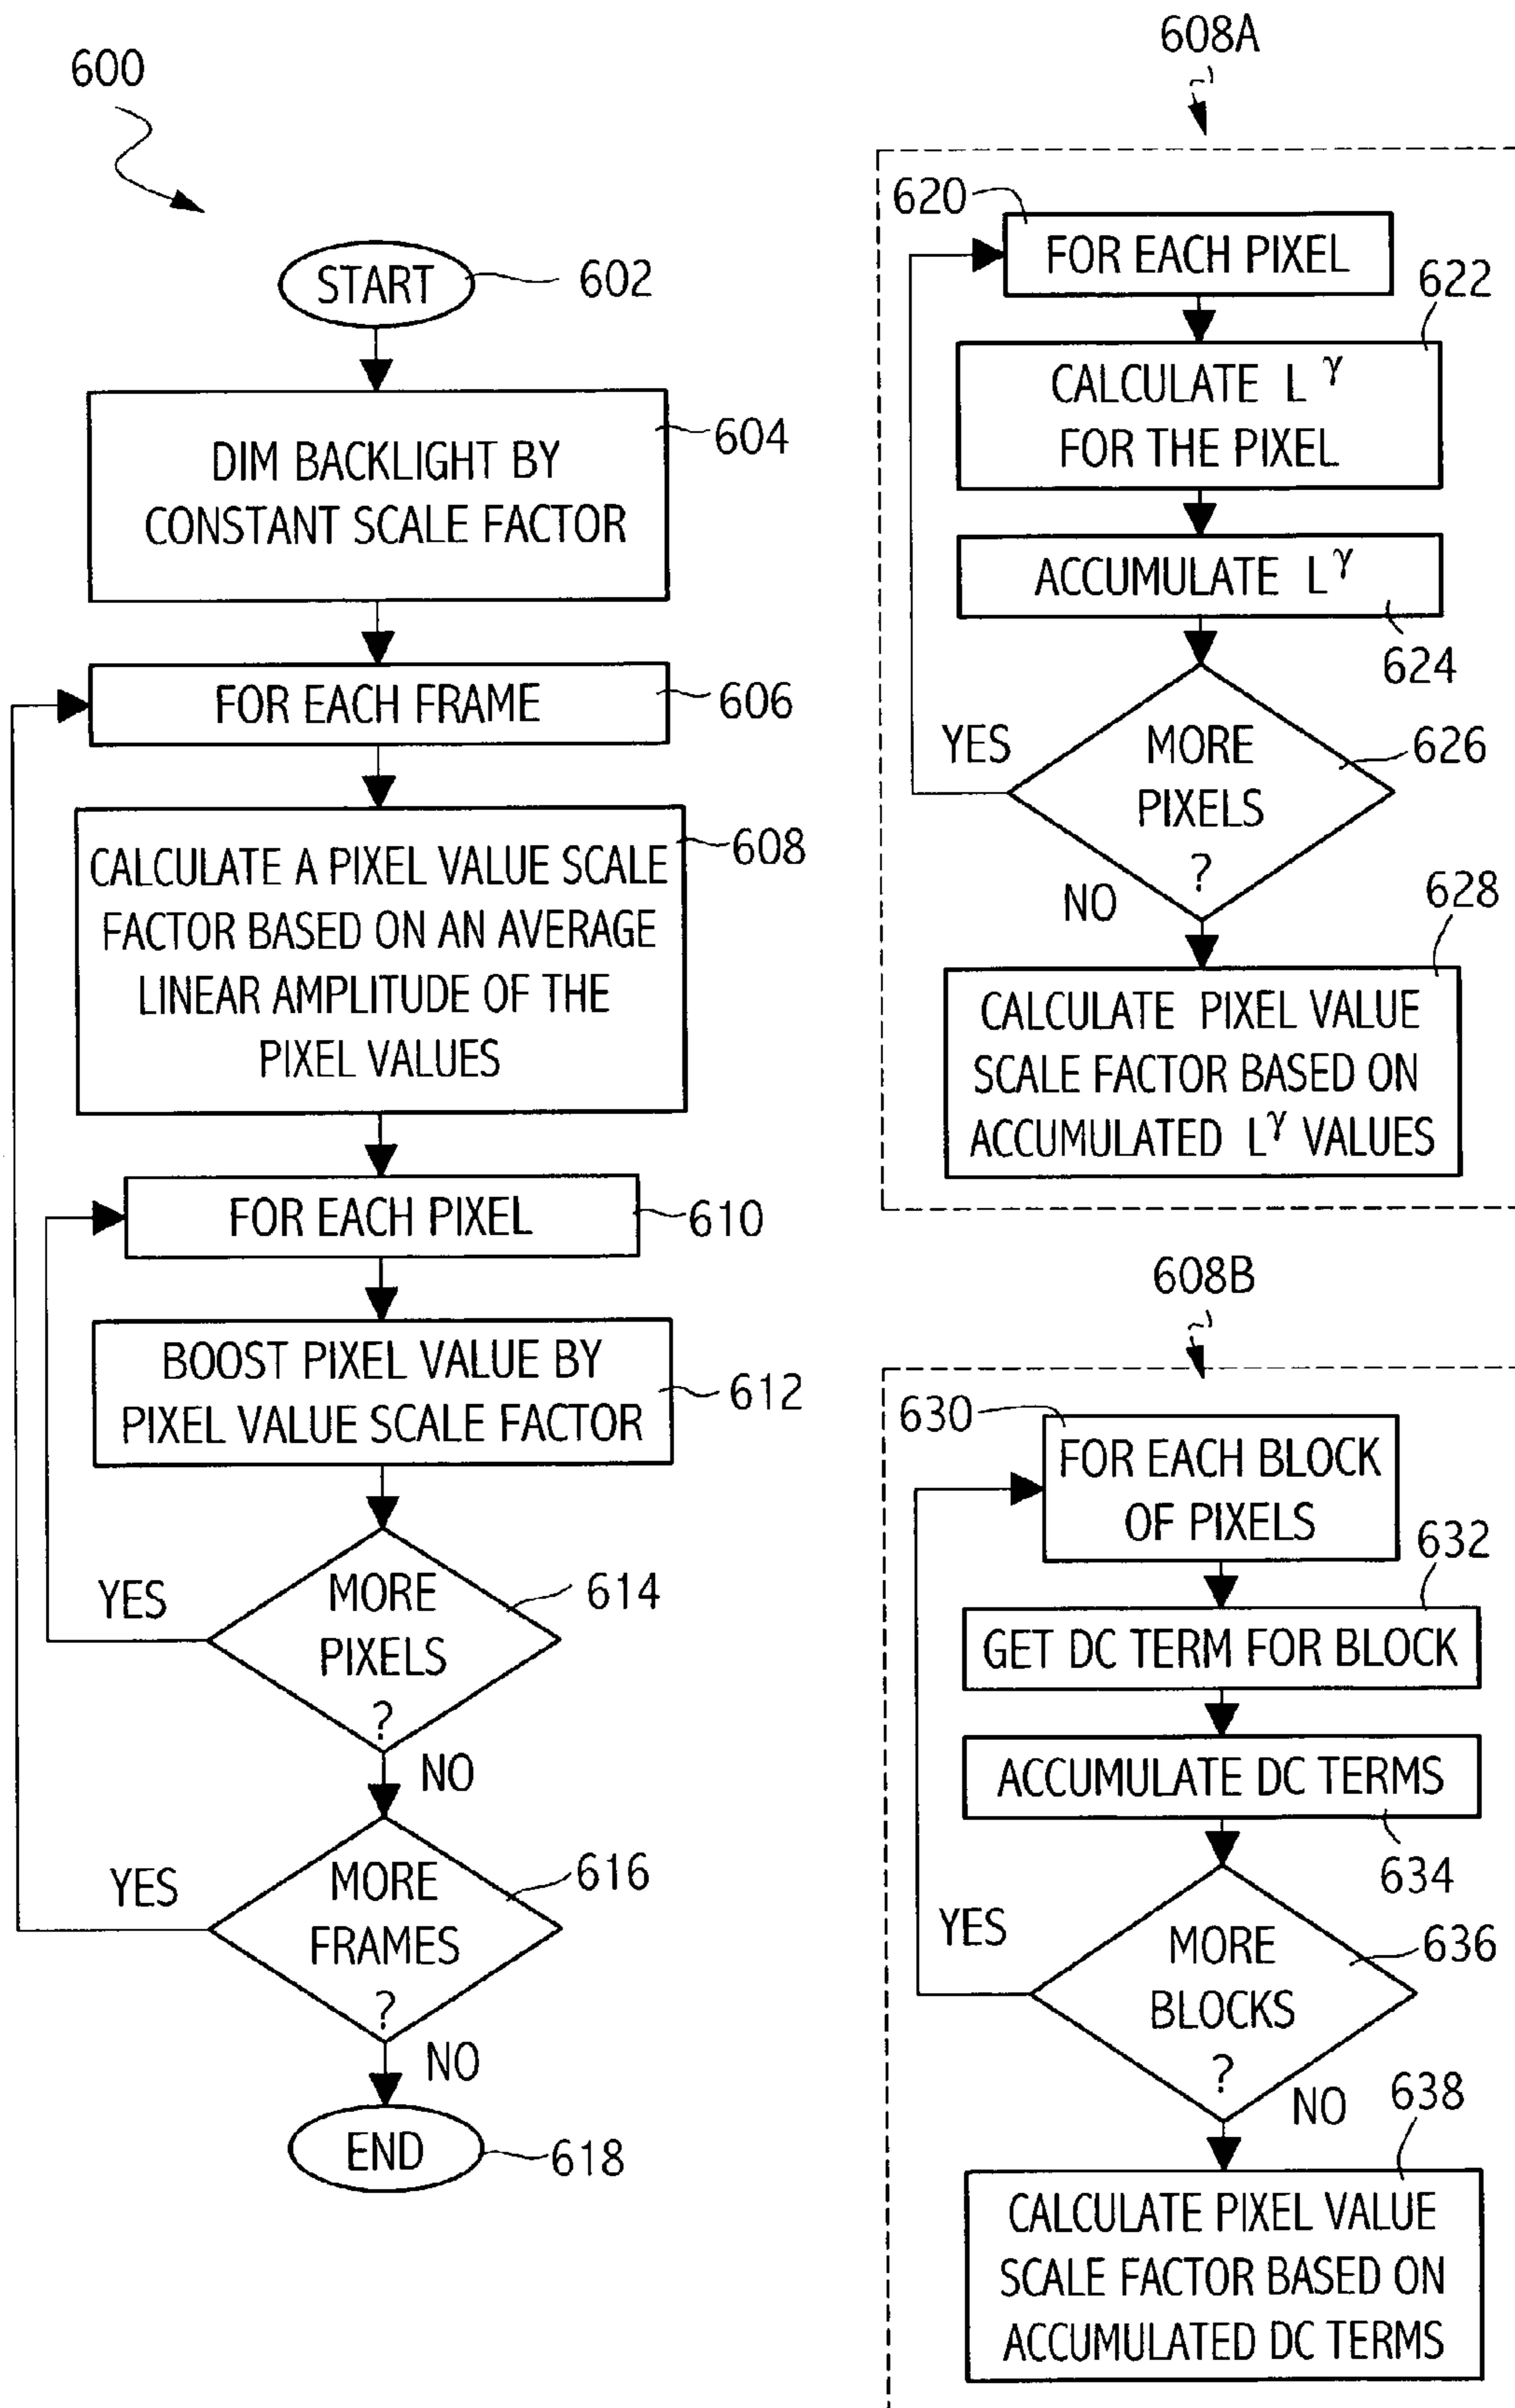 600
START
602
DIM BACKLIGHT BY
CONSTANT SCALE FACTOR
604
FOR EACH FRAME
606
CALCULATE A PIXEL VALUE SCALE
FACTOR BASED ON AN AVERAGE
LINEAR AMPLITUDE OF THE
PIXEL VALUES
608
FOR EACH PIXEL
610
BOOST PIXEL VALUE BY
PIXEL VALUE SCALE FACTOR
612
MORE
PIXELS
?
614
YES
NO
MORE
FRAMES
?
616
YES
NO
END
618
608A
620
FOR EACH PIXEL
622
CALCULATE L^γ
FOR THE PIXEL
ACCUMULATE L^γ
624
MORE
PIXELS
?
626
YES
NO
628
CALCULATE PIXEL VALUE
SCALE FACTOR BASED ON
ACCUMULATED L^γ VALUES
608B
630
FOR EACH BLOCK
OF PIXELS
632
GET DC TERM FOR BLOCK
ACCUMULATE DC TERMS
634
MORE
BLOCKS
?
636
YES
NO
638
CALCULATE PIXEL VALUE
SCALE FACTOR BASED ON
ACCUMULATED DC TERMS